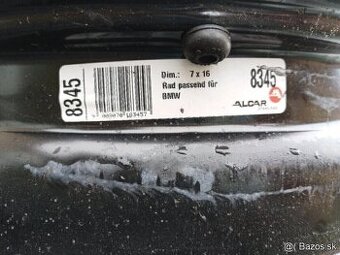 8345
Dim.: 7 x 16
Rad passend für
BMW
8345
ALCAR
© Bazos.sk